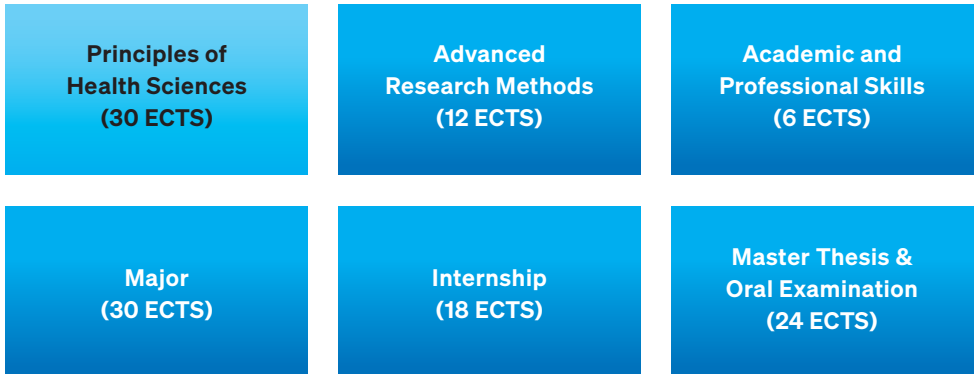 Principles of
Health Sciences
(30 ECTS)
Advanced
Research Methods
(12 ECTS)
Academic and
Professional Skills
(6 ECTS)
Major
(30 ECTS)
Internship
(18 ECTS)
Master Thesis &
Oral Examination
(24 ECTS)